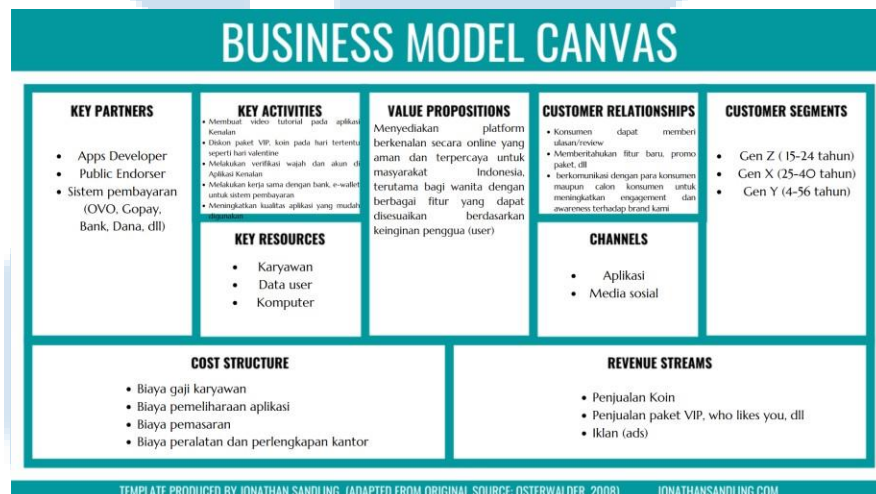 BUSINESS MODEL CANVAS
KEY PARTNERS
• Apps Developer
• Public Endorser
• Sistem pembayaran
(OVO, Gopay,
Bank, Dana, dll)
KEY ACTIVITIES
• Membuat video tutorial pada aplikasi
Kenalan
• Diskon paket VIP, koin pada hari tertentu
seperti hari valentine
• Melakukan verifikasi wajah dan akun di
Aplikasi Kenalan
• Melakukan kerja sama dengan bank, e-wallet
untuk sistem pembayaran
• Meningkatkan kualitas aplikasi yang mudah
digunakan
KEY RESOURCES
• Karyawan
• Data user
• Komputer
VALUE PROPOSITIONS
Menyediakan platform
berkenalan secara online yang
aman dan terpercaya untuk
masyarakat Indonesia,
terutama bagi wanita dengan
berbagai fitur yang dapat
disesuaikan berdasarkan
keinginan penggua (user)
CUSTOMER RELATIONSHIPS
• Konsumen dapat memberi
ulasan/review
• Memberitahukan fitur baru, promo
paket, dll
• berkomunikasi dengan para konsumen
maupun calon konsumen untuk
meningkatkan engagement dan
awareness terhadap brand kami
CHANNELS
• Aplikasi
• Media sosial
CUSTOMER SEGMENTS
• Gen Z ( 15-24 tahun)
• Gen X (25-40 tahun)
• Gen Y (4-56 tahun)
COST STRUCTURE
• Biaya gaji karyawan
• Biaya pemeliharaan aplikasi
• Biaya pemasaran
• Biaya peralatan dan perlengkapan kantor
REVENUE STREAMS
• Penjualan Koin
• Penjualan paket VIP, who likes you, dll
• Iklan (ads)
TEMPLATE PRODUCED BY JONATHAN SANDLING (ADAPTED FROM ORIGINAL SOURCE: OSTERWALDER, 2008) JONATHANSANDLING.COM